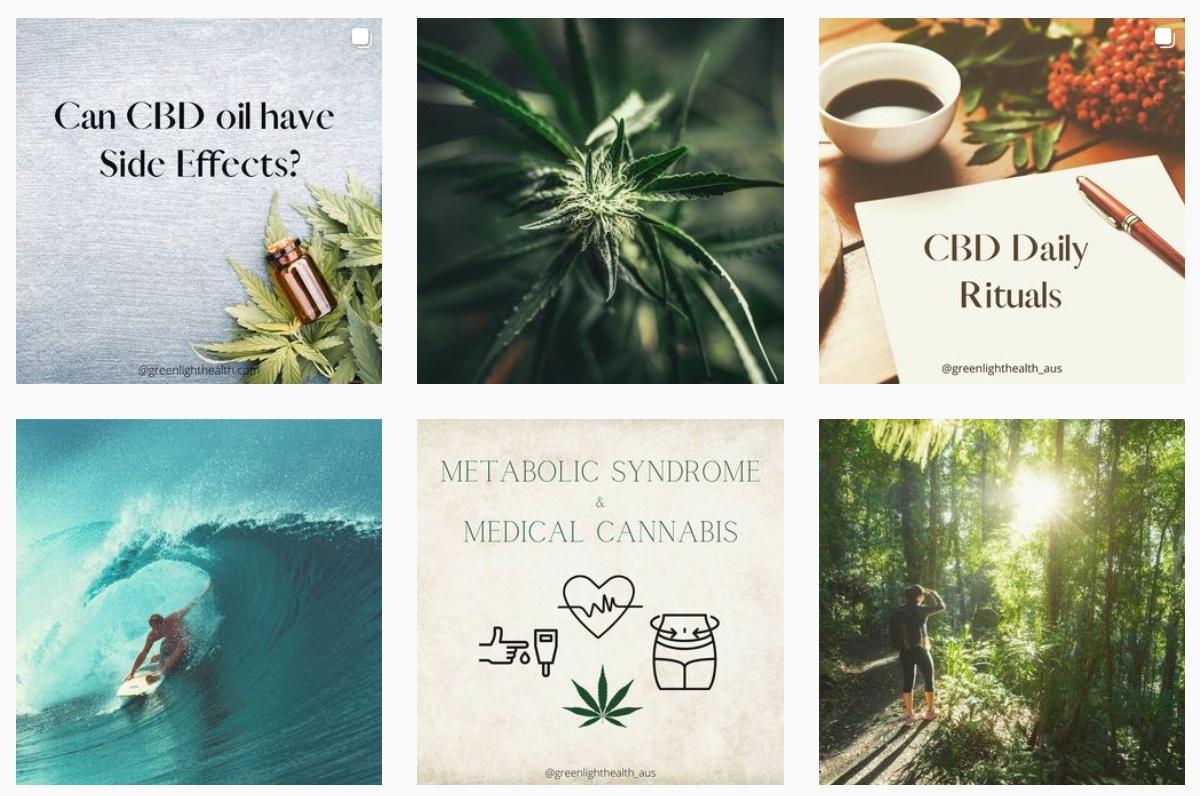 Can CBD oil have
Side Effects?
@greenlighthealth.com
CBD Daily
Rituals
@greenlighthealth_aus
METABOLIC SYNDROME
&
MEDICAL CANNABIS
@greenlighthealth_aus